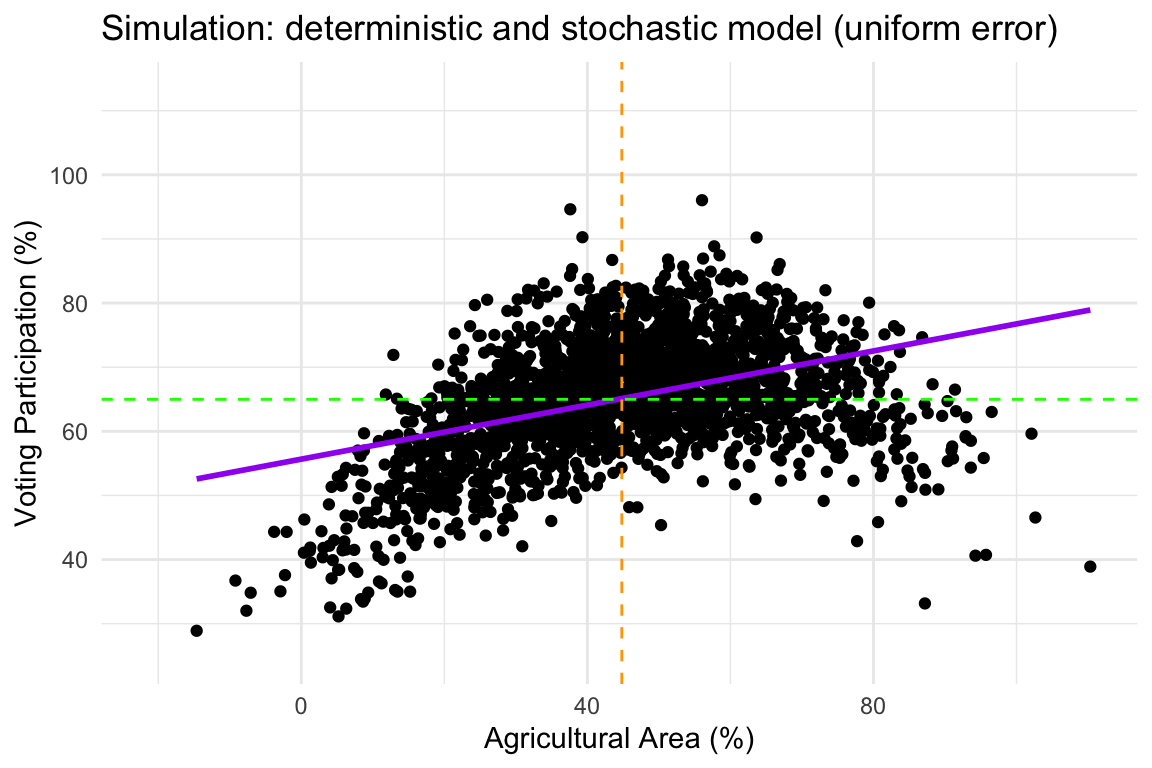 Simulation: deterministic and stochastic model (uniform error)
100
80
60
40
Voting Participation (%)
0 40 80
Agricultural Area (%)